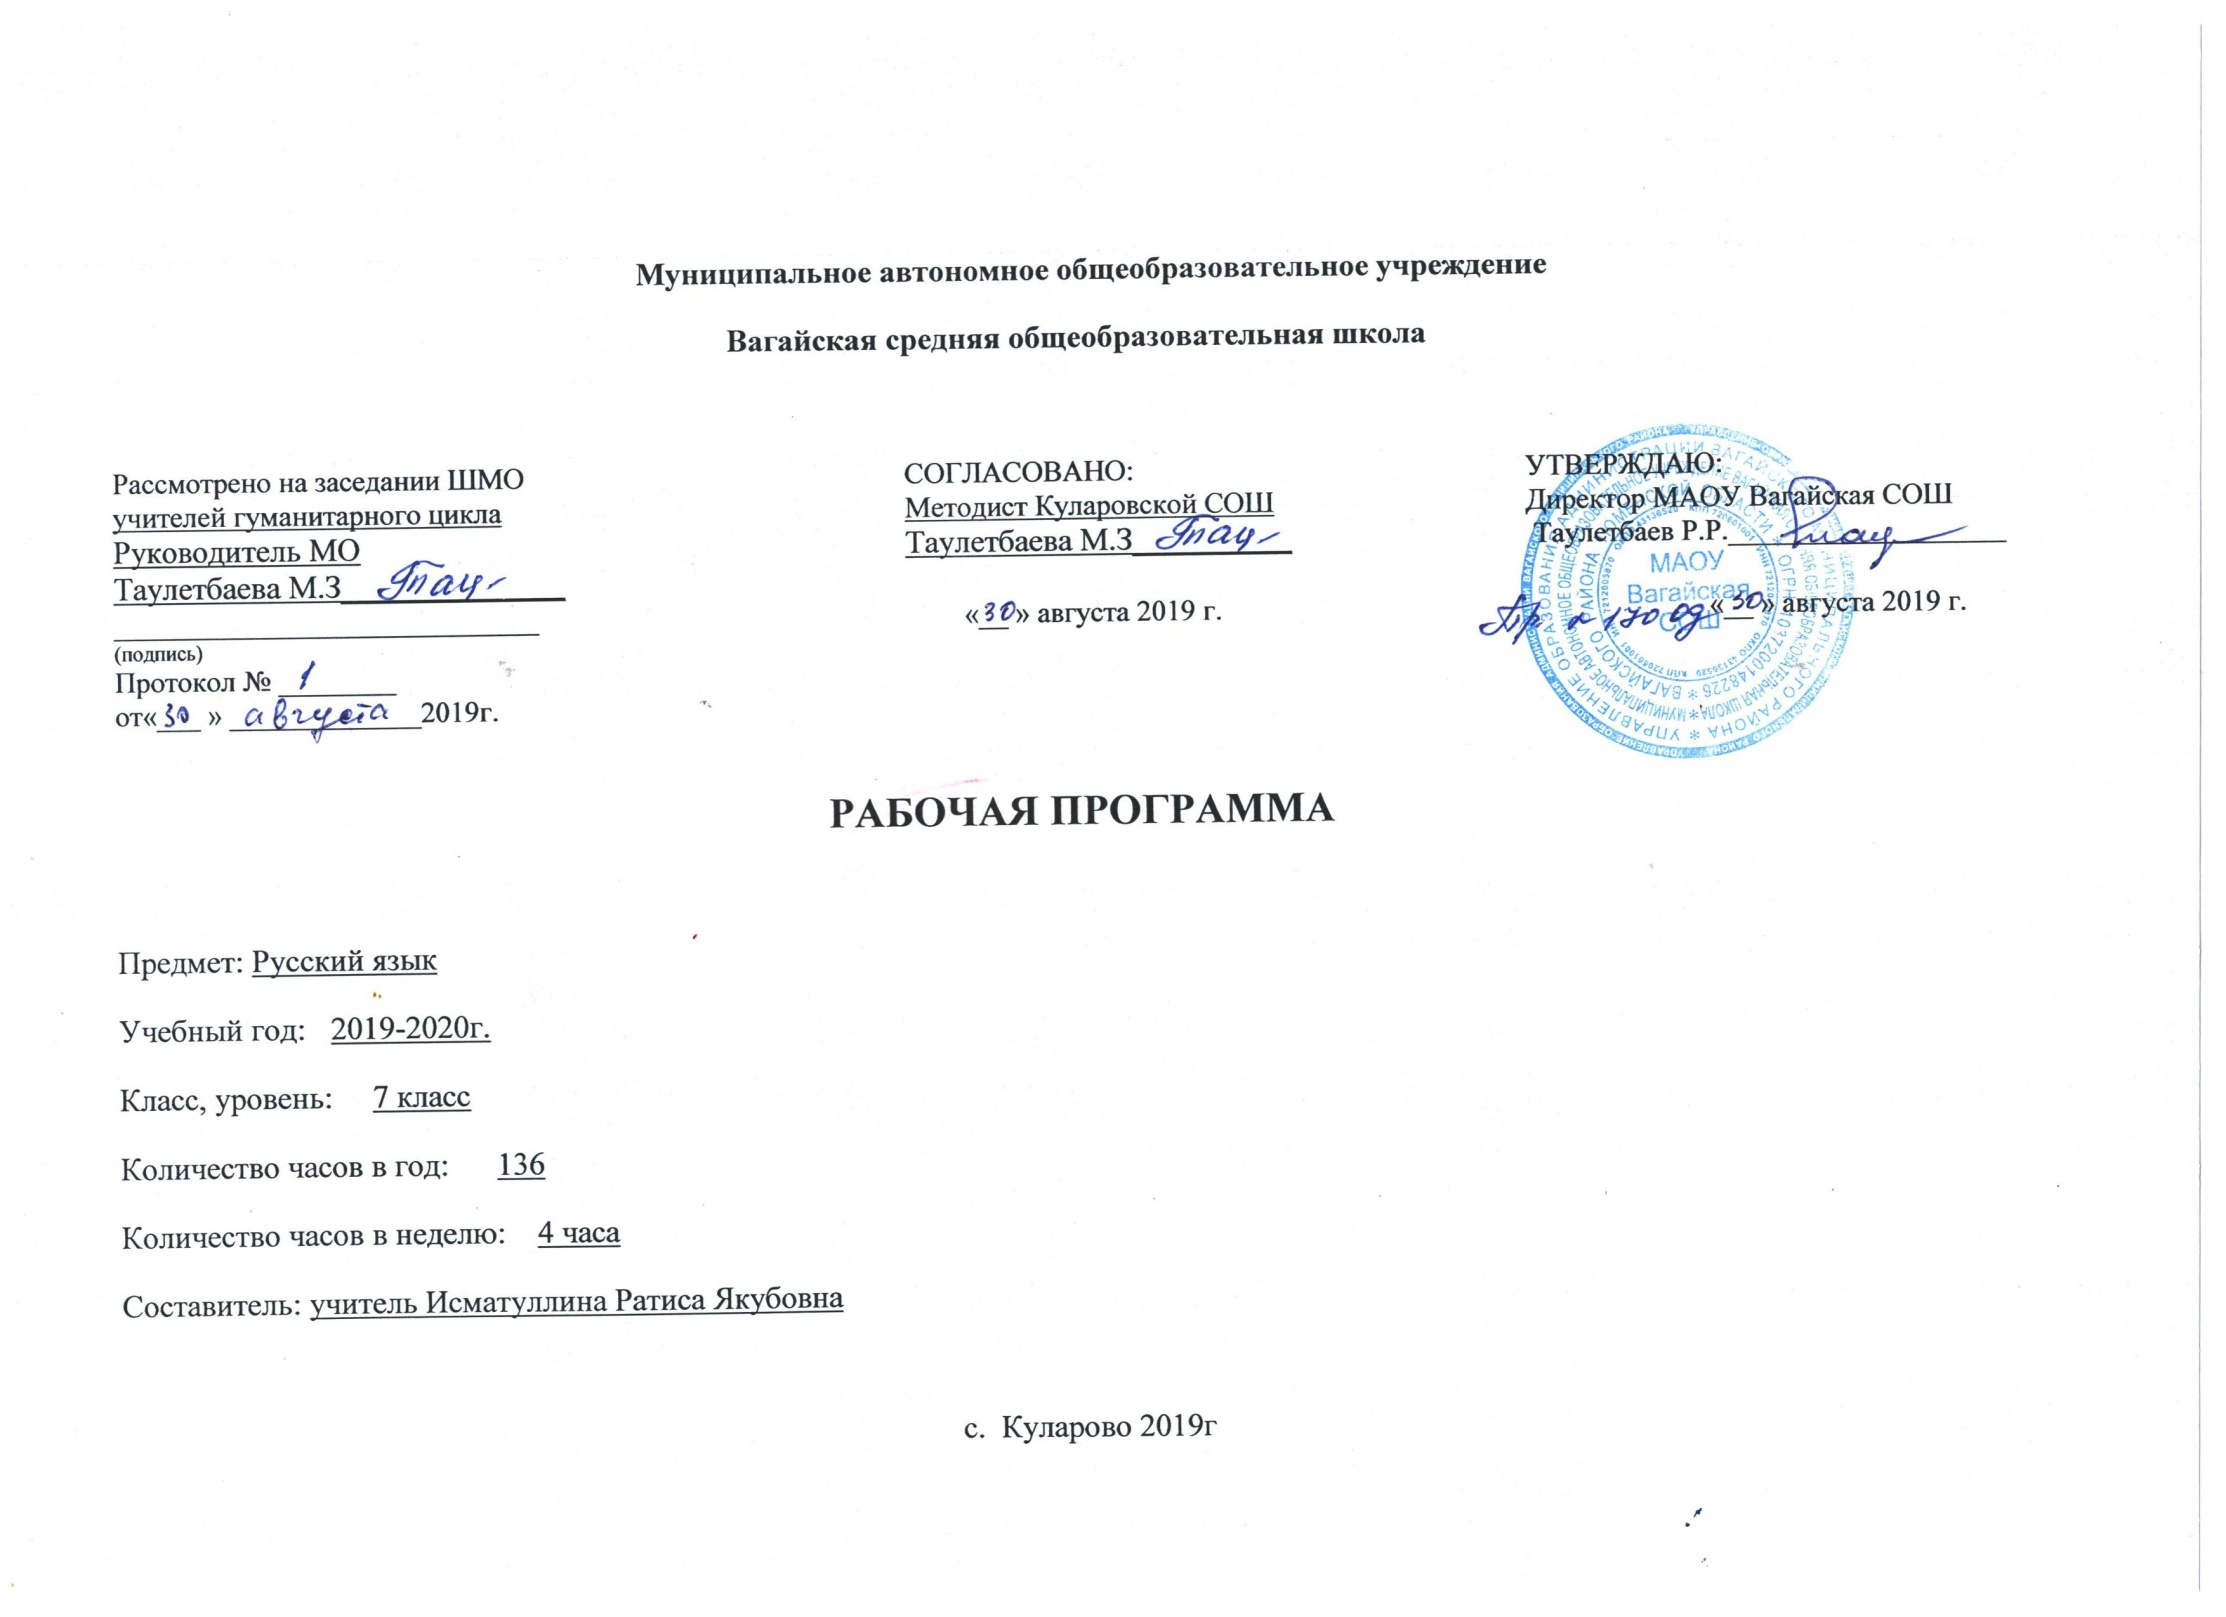 Муниципальное автономное общеобразовательное учреждение
Вагайская средняя общеобразовательная школа
Рассмотрено на заседании ШМО
учителей гуманитарного цикла
Руководитель МО
Таулетбаева М.З
(подпись)
Протокол № 1
от«30 » августа 2019г.
СОГЛАСОВАНО:
Методист Куларовской СОШ
Таулетбаева М.З
«30» августа 2019 г.
УТВЕРЖДАЮ:
Директор МАОУ Вагайская СОШ
Таулетбаев Р.Р.
Пр 170 од «30» августа 2019 г.
МАОУ
Вагайская
СОШ
РАБОЧАЯ ПРОГРАММА
Предмет: Русский язык
Учебный год: 2019-2020г.
Класс, уровень: 7 класс
Количество часов в год: 136
Количество часов в неделю: 4 часа
Составитель: учитель Исматуллина Ратиса Якубовна
с. Куларово 2019г